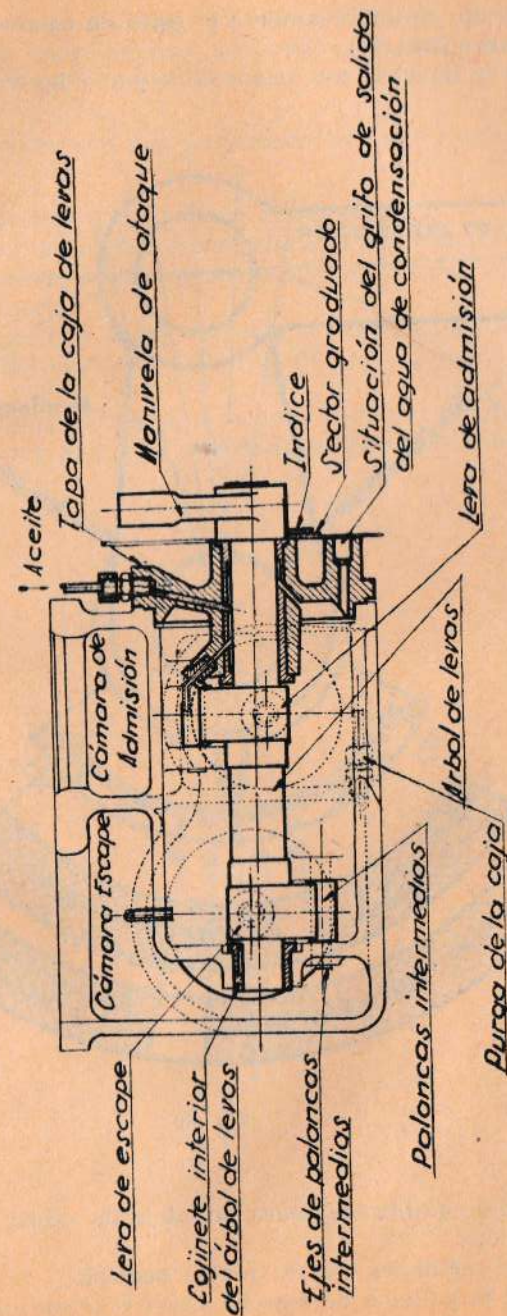 Aceite
Tapa de la caja de levas
Manivela de ataque
Indice
Sector graduado
Situación del grifo de salida
del agua de condensación
Leva de admisión
Cámara de
Admisión
Cámara Escape
Leva de escape
Cojinete interior
del árbol de levas
Ejes de palancas
intermedias
Palancas intermedias
Purga de la caja
Arbol de levas